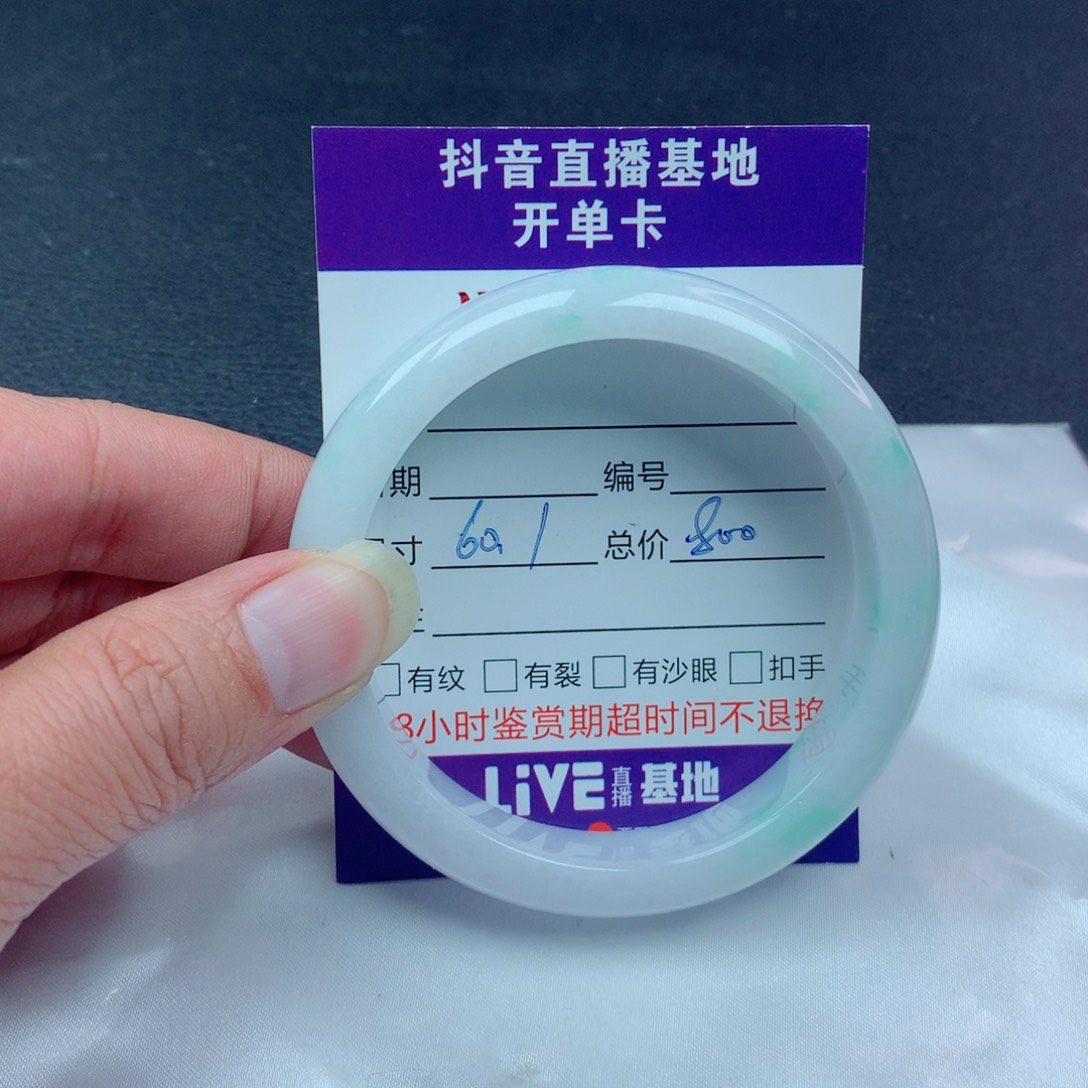 抖音直播基地
开单卡
期 编号
寸 60.1 总价 800
有纹 有裂 有沙眼 扣手
8小时鉴赏期超时间不退换
LiVE 直播 基地